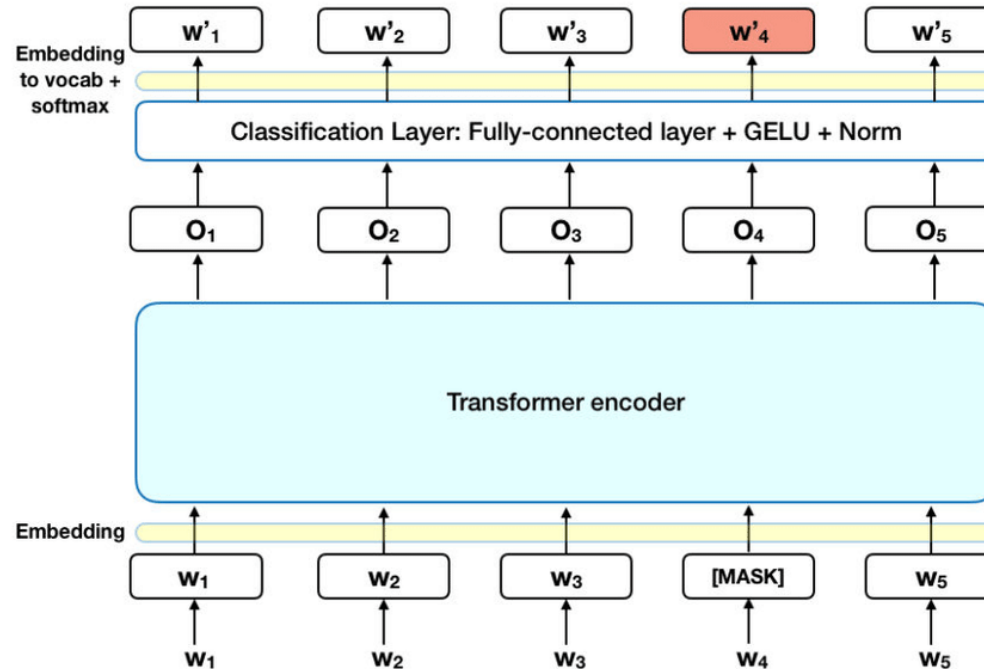 w'₁ w'₂ w'₃ w'₄ w'₅
Embedding
to vocab +
softmax
Classification Layer: Fully-connected layer + GELU + Norm
O₁ O₂ O₃ O₄ O₅
Transformer encoder
Embedding
W₁ W₂ W₃ [MASK] W₅
W₁ W₂ W₃ W₄ W₅